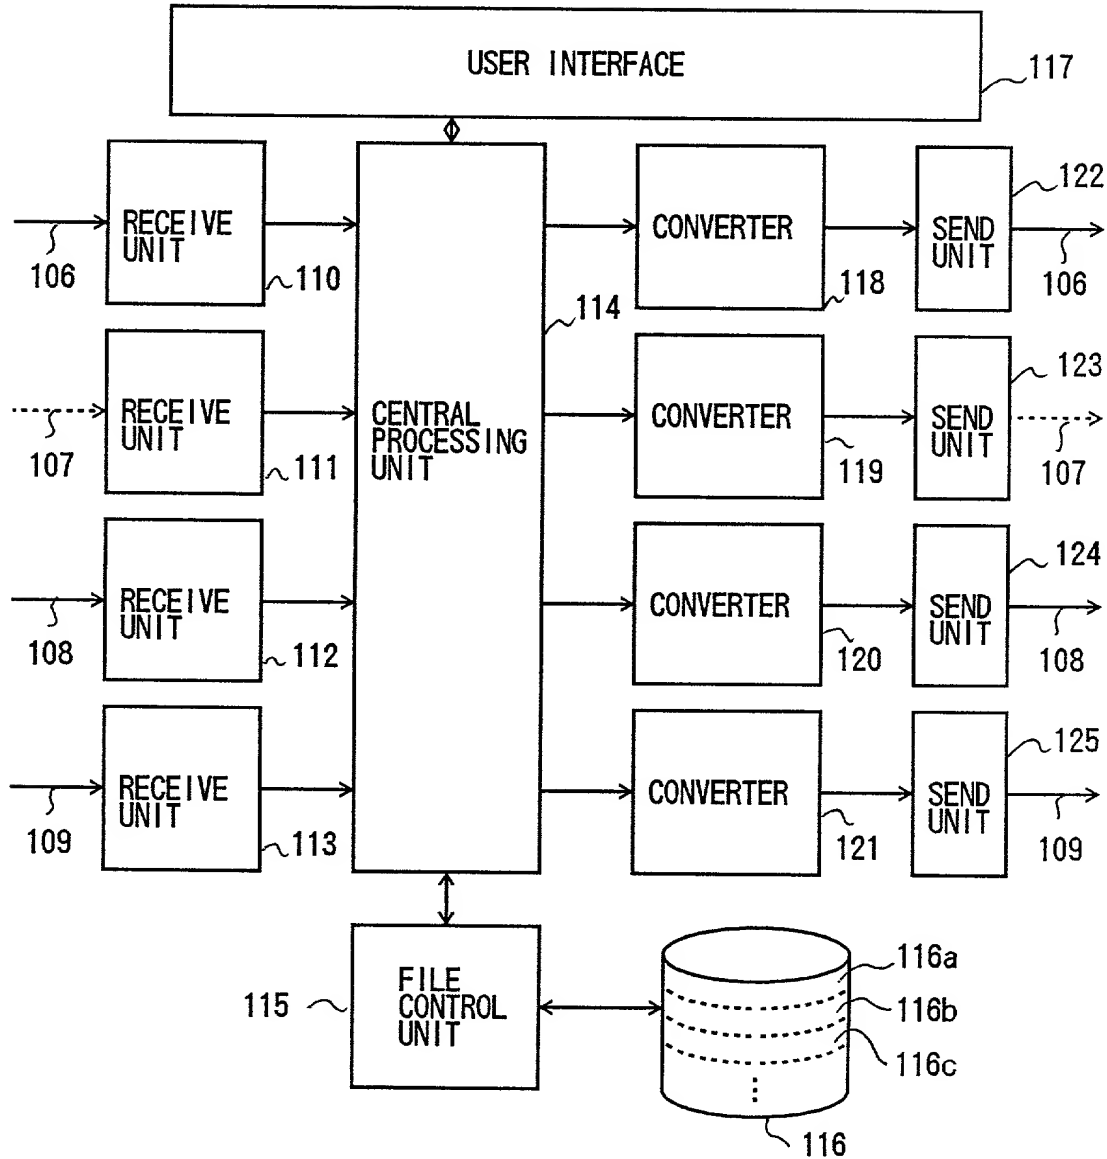 USER INTERFACE
117
RECEIVE
UNIT
106
110
114
CONVERTER
118
SEND
UNIT
122
106
RECEIVE
UNIT
107
111
CENTRAL
PROCESSING
UNIT
CONVERTER
119
SEND
UNIT
123
107
RECEIVE
UNIT
108
112
CONVERTER
120
SEND
UNIT
124
108
RECEIVE
UNIT
109
113
CONVERTER
121
SEND
UNIT
125
109
FILE
CONTROL
UNIT
115
116a
116b
116c
116